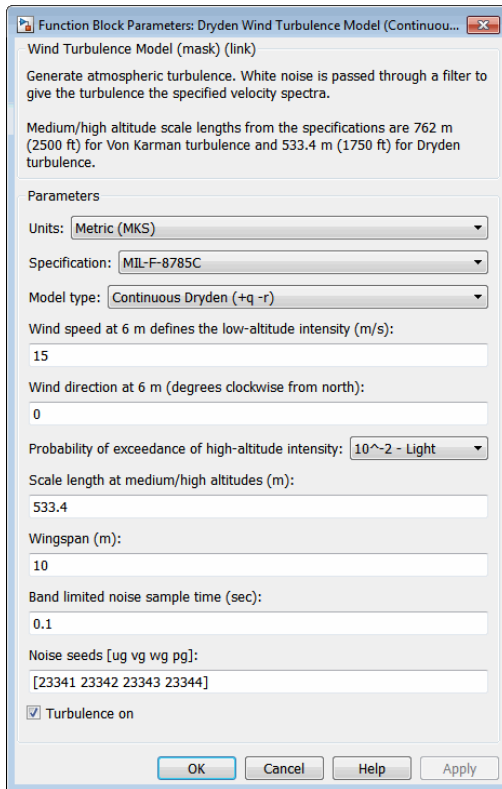 Function Block Parameters: Dryden Wind Turbulence Model (Continuou...
Wind Turbulence Model (mask) (link)
Generate atmospheric turbulence. White noise is passed through a filter to
give the turbulence the specified velocity spectra.
Medium/high altitude scale lengths from the specifications are 762 m
(2500 ft) for Von Karman turbulence and 533.4 m (1750 ft) for Dryden
turbulence.
Parameters
Units: Metric (MKS)
Specification: MIL-F-8785C
Model type: Continuous Dryden (+q -r)
Wind speed at 6 m defines the low-altitude intensity (m/s):
15
Wind direction at 6 m (degrees clockwise from north):
0
Probability of exceedance of high-altitude intensity: 10^-2 - Light
Scale length at medium/high altitudes (m):
533.4
Wingspan (m):
10
Band limited noise sample time (sec):
0.1
Noise seeds [ug vg wg pg]:
[23341 23342 23343 23344]
Turbulence on
OK Cancel Help Apply